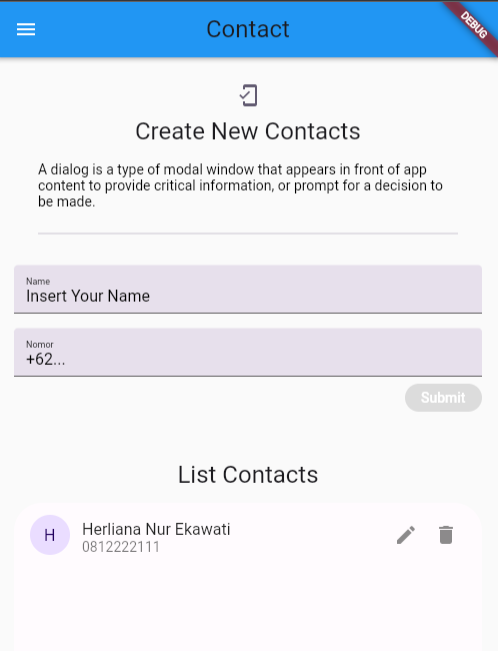 Contact
DEBUG
Create New Contacts
A dialog is a type of modal window that appears in front of app
content to provide critical information, or prompt for a decision to
be made.
Name
Insert Your Name
Nomor
+62...
Submit
List Contacts
H
Herliana Nur Ekawati
0812222111